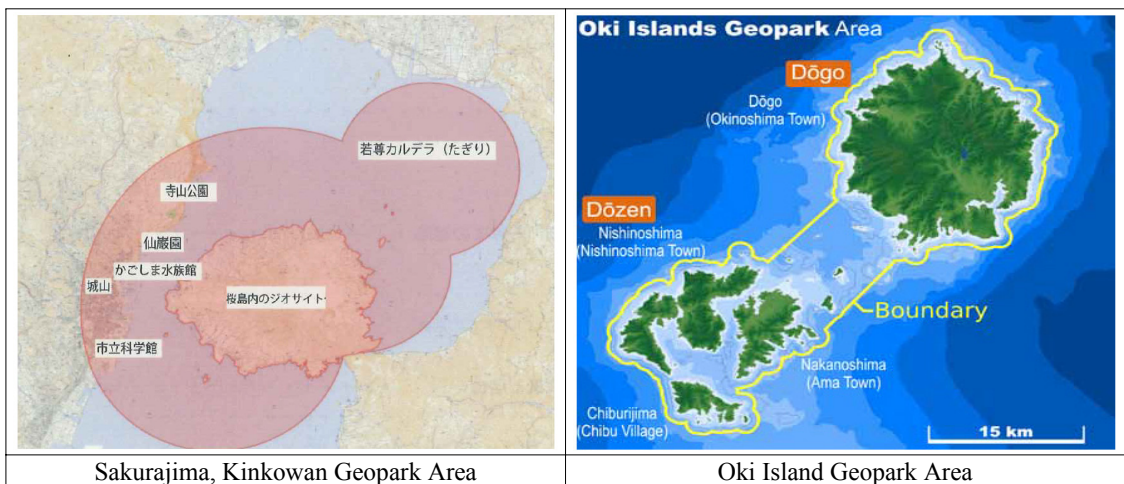 若尊カルデラ（たぎり）
寺山公園
仙巌園
かごしま水族館
城山
桜島内のジオサイト
市立科学館
Oki Islands Geopark Area
Dōgo
Dōgo
(Okinoshima Town)
Dōzen
Nishinoshima
(Nishinoshima Town)
Boundary
Nakanoshima
(Ama Town)
Chiburijima
(Chibu Village)
15 km
Sakurajima, Kinkowan Geopark Area
Oki Island Geopark Area